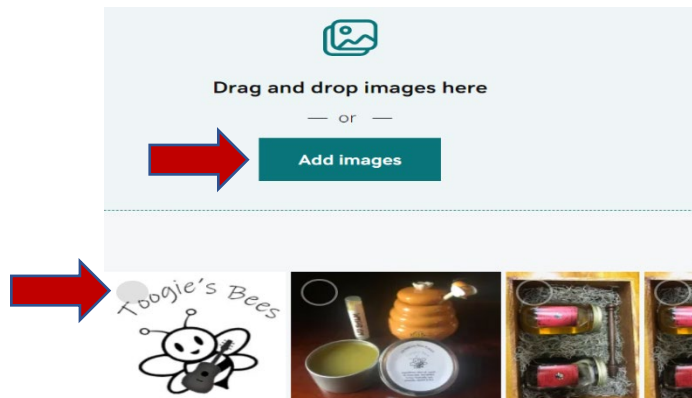 Drag and drop images here
— or —
Add images
Toogie's Bees